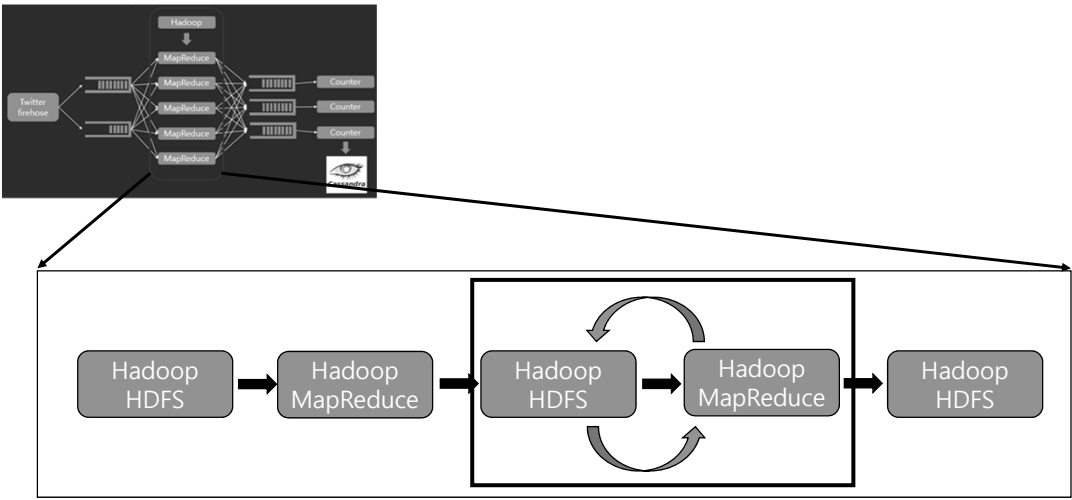 Hadoop
MapReduce
MapReduce
MapReduce
MapReduce
MapReduce
Twitter
firehose
Counter
Counter
Counter
Cassandra
Hadoop
HDFS
Hadoop
MapReduce
Hadoop
HDFS
Hadoop
MapReduce
Hadoop
HDFS